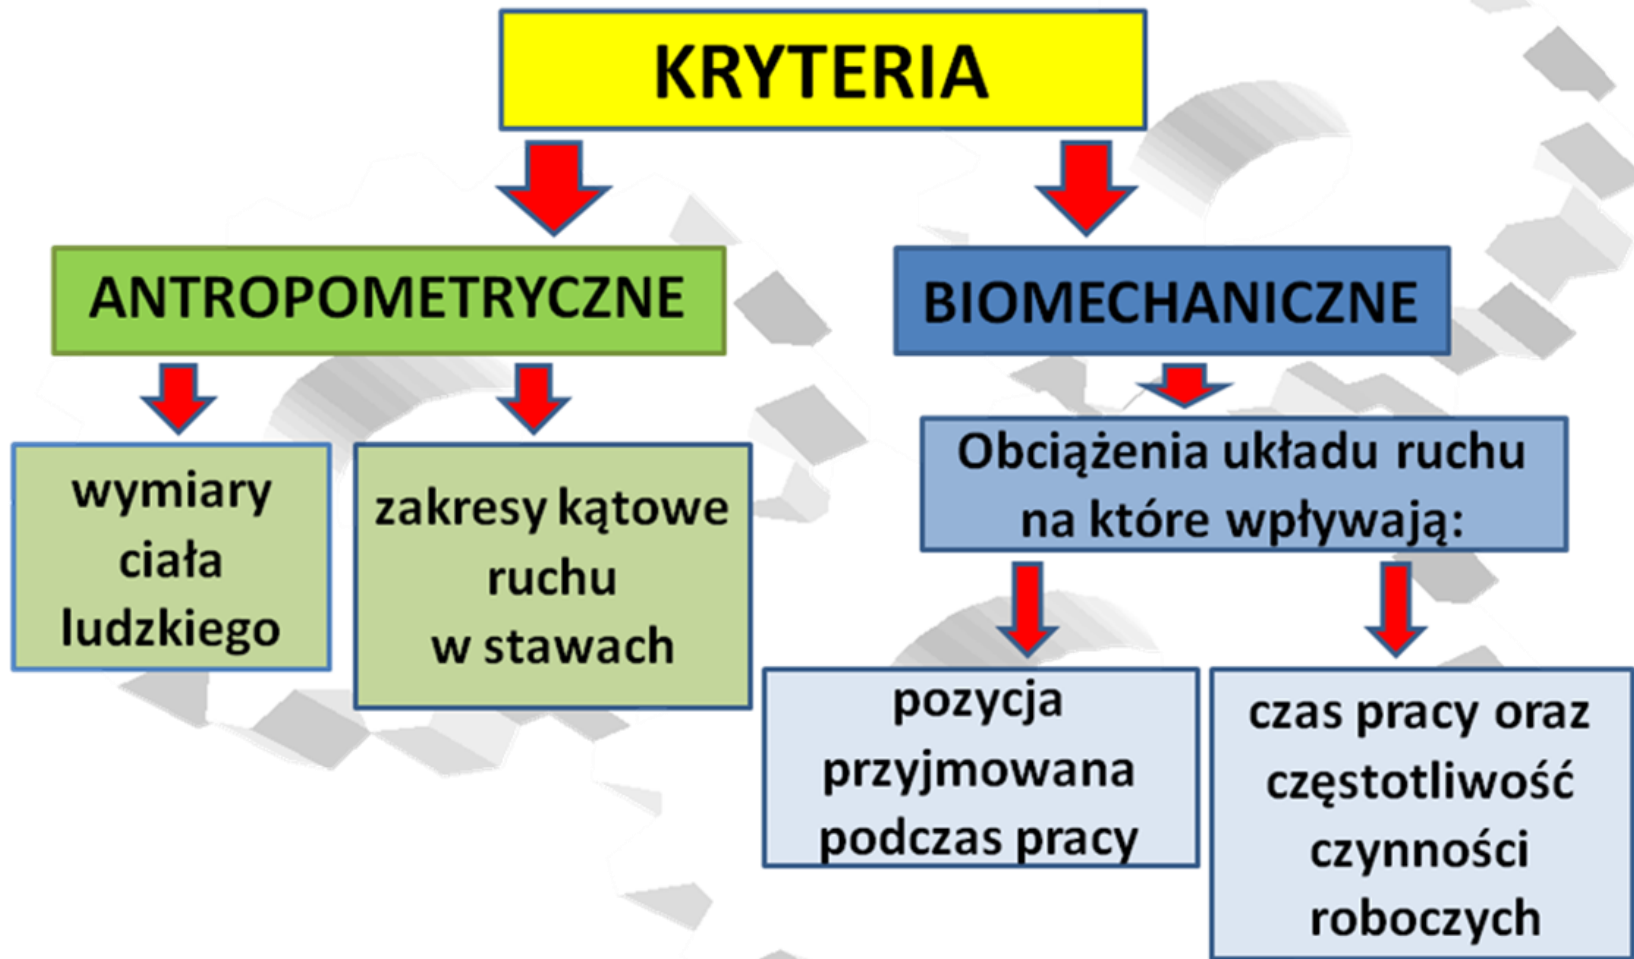 KRYTERIA
ANTROPOMETRYCZNE
BIOMECHANICZNE
wymiary
ciała
ludzkiego
zakresy kątowe
ruchu
w stawach
Obciążenia układu ruchu
na które wpływają:
pozycja
przyjmowana
podczas pracy
czas pracy oraz
częstotliwość
czynności
roboczych